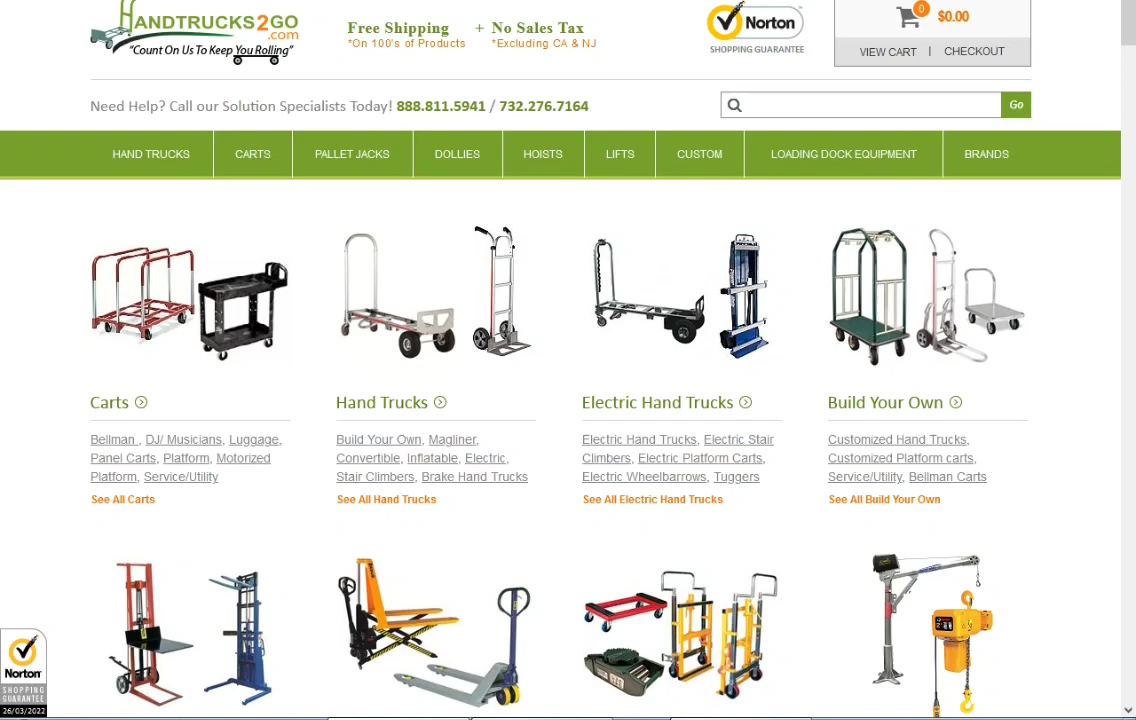 HANDTRUCKS2GO
.com
"Count On Us To Keep You Rolling"
Free Shipping + No Sales Tax
*On 100's of Products *Excluding CA & NJ
Norton
SHOPPING GUARANTEE
0 $0.00
VIEW CART | CHECKOUT
Need Help? Call our Solution Specialists Today! 888.811.5941 / 732.276.7164
Go
HAND TRUCKS CARTS PALLET JACKS DOLLIES HOISTS LIFTS CUSTOM LOADING DOCK EQUIPMENT BRANDS
Carts
Bellman , DJ/ Musicians, Luggage,
Panel Carts, Platform, Motorized
Platform, Service/Utility
See All Carts
Hand Trucks
Build Your Own, Magliner,
Convertible, Inflatable, Electric,
Stair Climbers, Brake Hand Trucks
See All Hand Trucks
Electric Hand Trucks
Electric Hand Trucks, Electric Stair
Climbers, Electric Platform Carts,
Electric Wheelbarrows, Tuggers
See All Electric Hand Trucks
Build Your Own
Customized Hand Trucks,
Customized Platform carts,
Service/Utility, Bellman Carts
See All Build Your Own
Norton
SHOPPING
GUARANTEE
26/03/2022